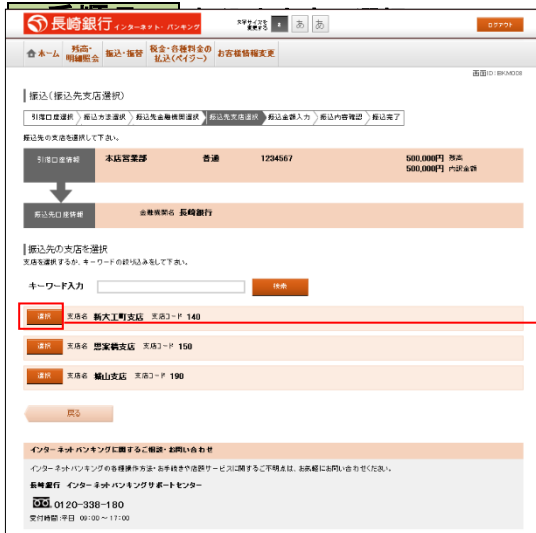 長崎銀行 インターネット・バンキング
文字サイズを変更する
あ
あ
ログアウト
ホーム
残高・明細照会
振込・振替
税金・各種料金の払込(ペイジー)
お客様情報変更
画面ID:BKM008
振込(振込先支店選択)
引落口座選択 振込方法選択 振込先金融機関選択 振込先支店選択 振込金額入力 振込内容確認 振込完了
振込先の支店を選択して下さい。
引落口座情報 本店営業部 普通 1234567 500,000円 残高
500,000円 内訳金額
振込先口座情報 金融機関名 長崎銀行
振込先の支店を選択
支店を選択するか、キーワードの絞り込みをして下さい。
キーワード入力 検索
選択 支店名 新大工町支店 支店コード 140
選択 支店名 思案橋支店 支店コード 150
選択 支店名 城山支店 支店コード 190
戻る
インターネットバンキングに関するご相談・お問い合わせ
インターネットバンキングの各種操作方法・お手続きや店頭サービスに関するご不明点は、お気軽にお問い合わせください。
長崎銀行 インターネットバンキングサポートセンター
0120-338-180
受付時間:平日 09:00～17:00